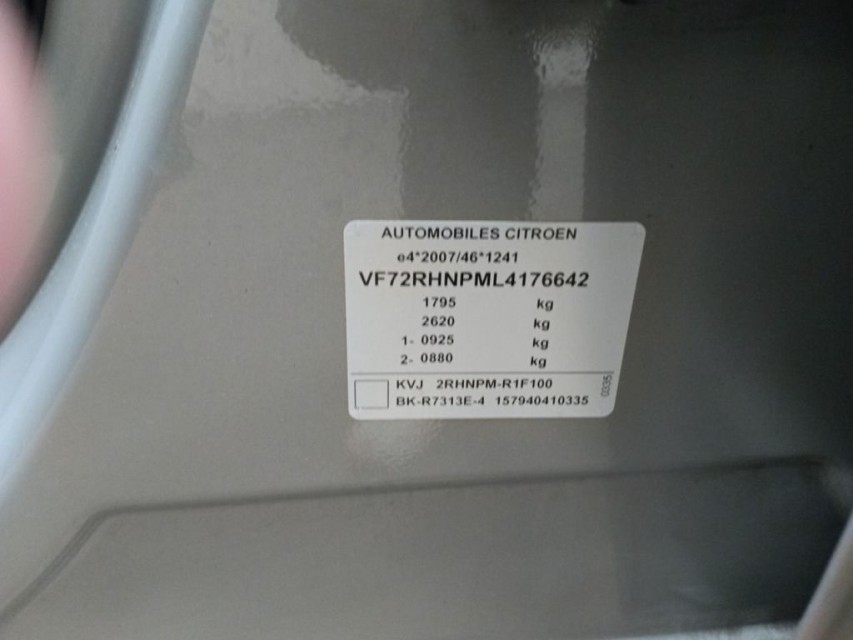 AUTOMOBILES CITROEN
e4*2007/46*1241
VF72RHNPML4176642
1795 kg
2620 kg
1- 0925 kg
2- 0880 kg
KVJ 2RHNPM-R1F100
BK-R7313E-4 157940410335
0335